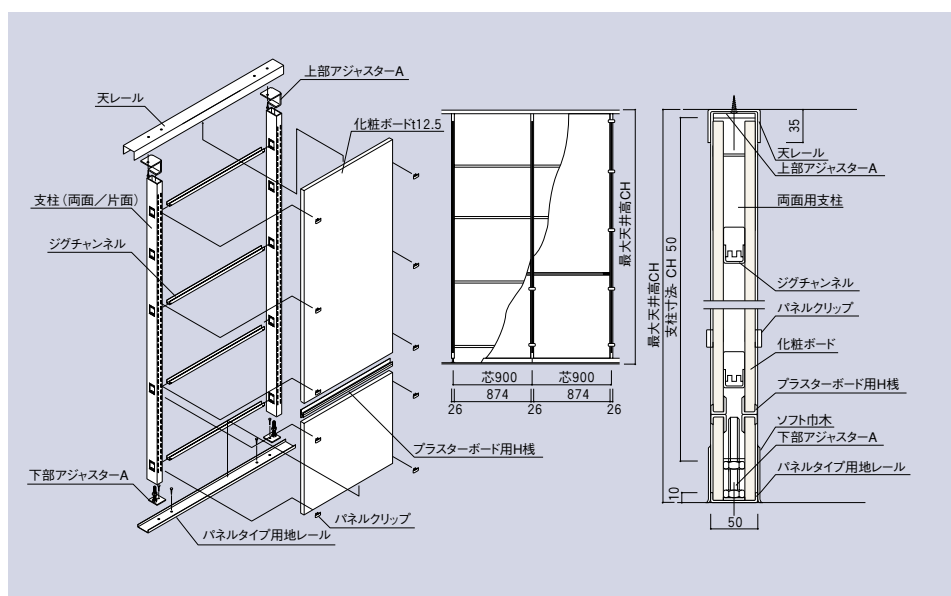 上部アジャスターA
天レール
化粧ボードt12.5
支柱(両面/片面)
ジグチャンネル
下部アジャスターA
プラスターボード用H桟
パネルクリップ
パネルタイプ用地レール
最大天井高CH
芯900
芯900
874
874
26
26
26
35
天レール
上部アジャスターA
両面用支柱
ジグチャンネル
パネルクリップ
化粧ボード
プラスターボード用H桟
ソフト巾木
下部アジャスターA
パネルタイプ用地レール
最大天井高CH
支柱寸法- CH 50
10
50